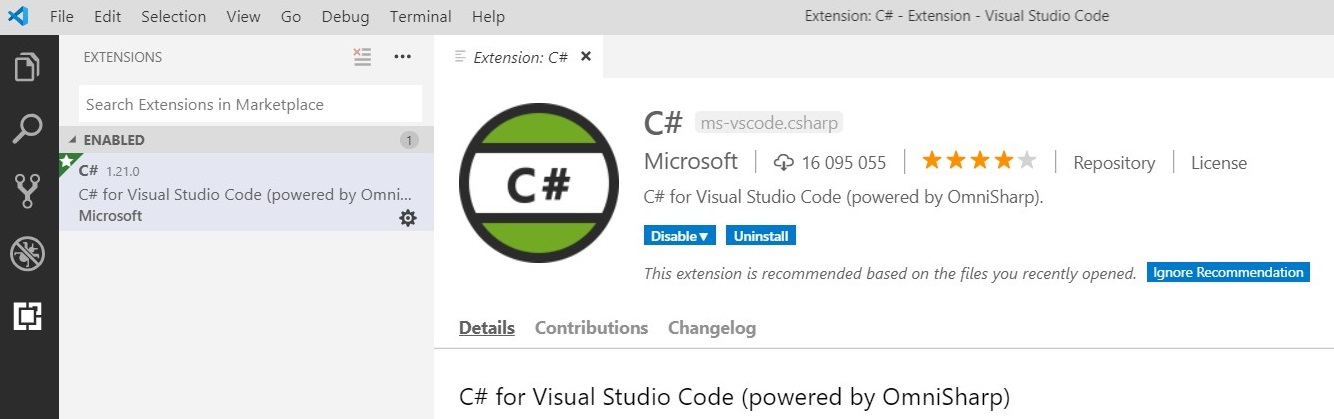 File Edit Selection View Go Debug Terminal Help Extension: C# - Extension - Visual Studio Code
EXTENSIONS
Search Extensions in Marketplace
ENABLED 1
C# 1.21.0
C# for Visual Studio Code (powered by Omni...
Microsoft
Extension: C#
C#
C# ms-vscode.csharp
Microsoft 16 095 055 Repository License
C# for Visual Studio Code (powered by OmniSharp).
Disable▾ Uninstall
This extension is recommended based on the files you recently opened. Ignore Recommendation
Details Contributions Changelog
C# for Visual Studio Code (powered by OmniSharp)